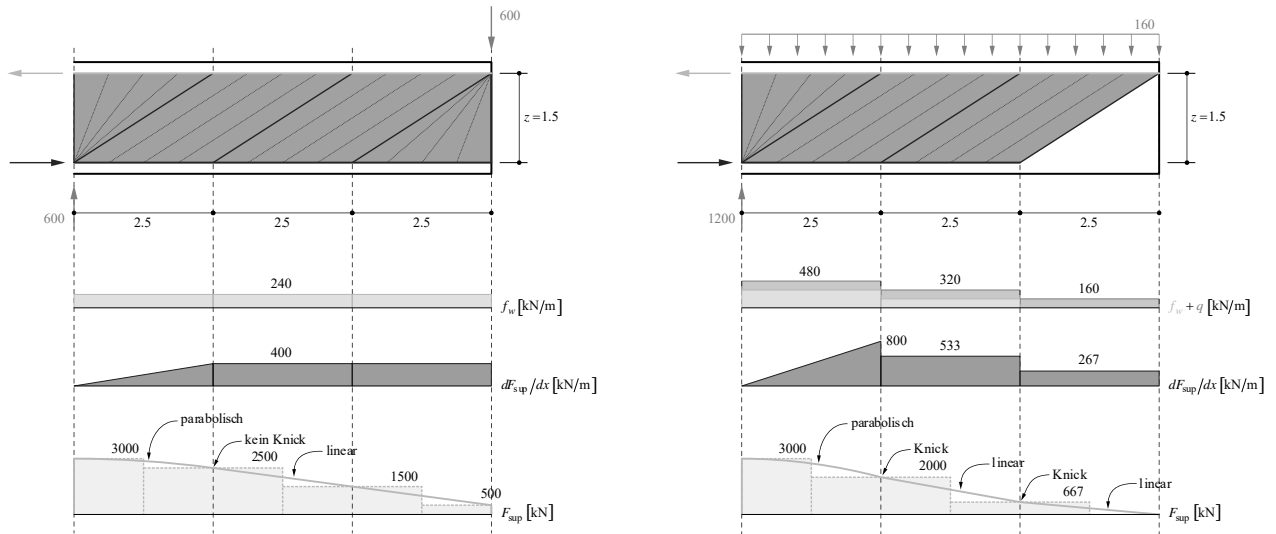 600
z = 1.5
600
2.5
2.5
2.5
240
f_w [kN/m]
400
dF_sup/dx [kN/m]
parabolisch
3000
kein Knick
2500
linear
1500
500
F_sup [kN]
160
z = 1.5
1200
2.5
2.5
2.5
480
320
160
f_w + q [kN/m]
800
533
267
dF_sup/dx [kN/m]
parabolisch
3000
Knick
2000
linear
Knick
667
linear
F_sup [kN]